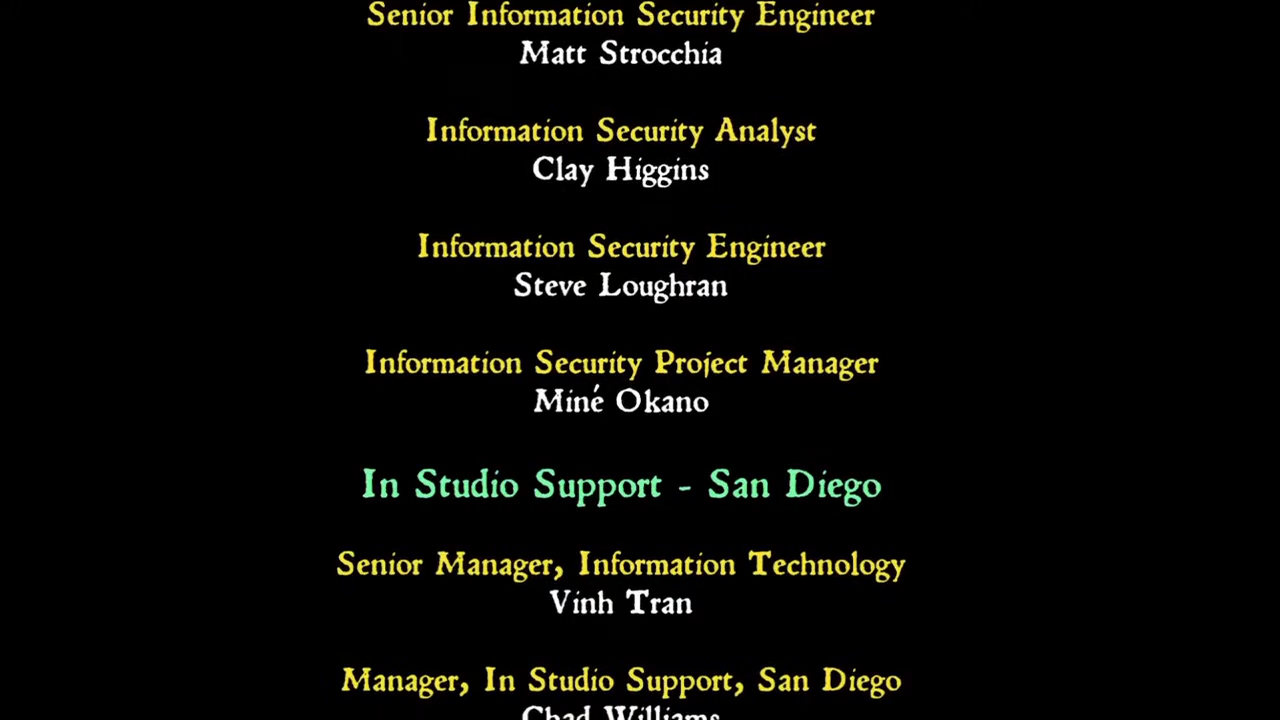 Senior Information Security Engineer
Matt Strocchia
Information Security Analyst
Clay Higgins
Information Security Engineer
Steve Loughran
Information Security Project Manager
Miné Okano
In Studio Support - San Diego
Senior Manager, Information Technology
Vinh Tran
Manager, In Studio Support, San Diego
Chad Williams